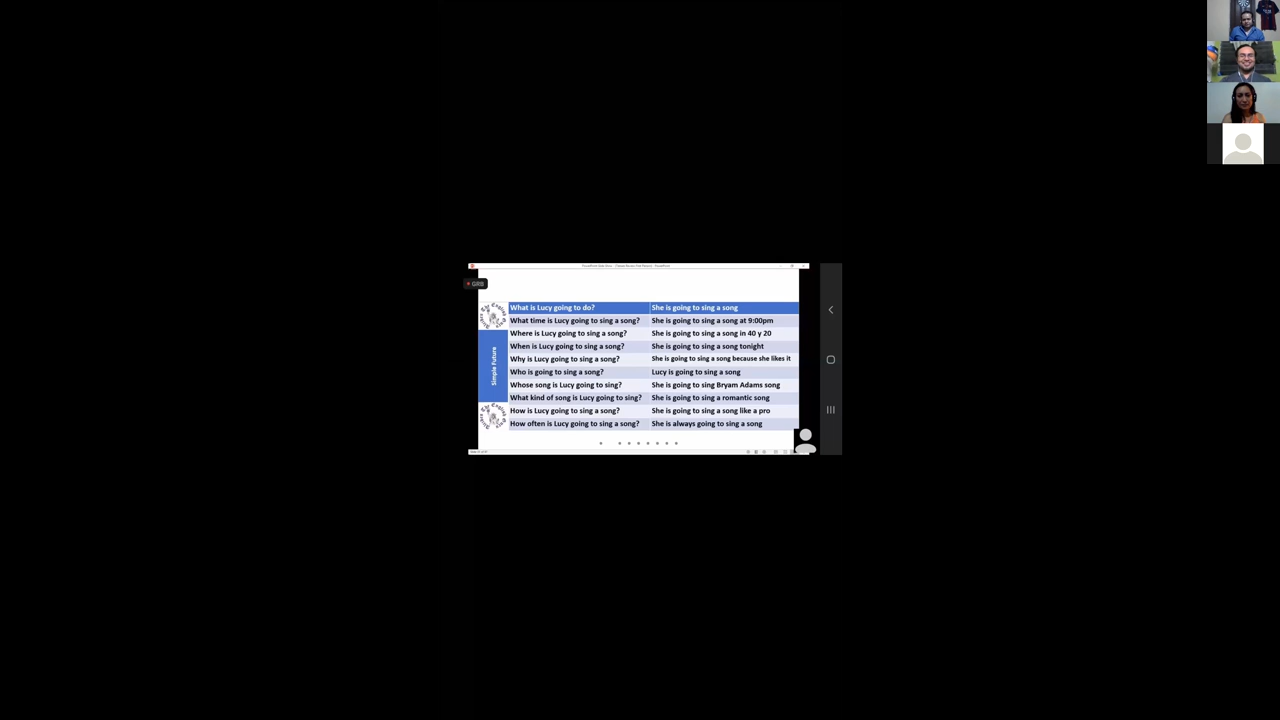 GRB
What is Lucy going to do? She is going to sing a song
What time is Lucy going to sing a song? She is going to sing a song at 9:00pm
Where is Lucy going to sing a song? She is going to sing a song in 40 y 20
When is Lucy going to sing a song? She is going to sing a song tonight
Why is Lucy going to sing a song? She is going to sing a song because she likes it
Who is going to sing a song? Lucy is going to sing a song
Whose song is Lucy going to sing? She is going to sing Bryam Adams song
What kind of song is Lucy going to sing? She is going to sing a romantic song
How is Lucy going to sing a song? She is going to sing a song like a pro
How often is Lucy going to sing a song? She is always going to sing a song
Simple Future